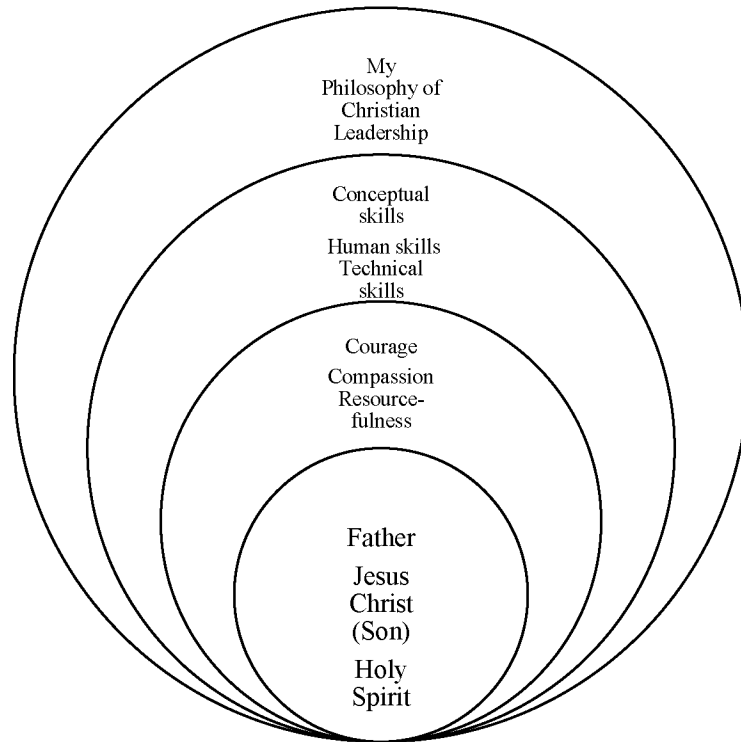 My
Philosophy of
Christian
Leadership
Conceptual
skills
Human skills
Technical
skills
Courage
Compassion
Resource-
fulness
Father
Jesus
Christ
(Son)
Holy
Spirit